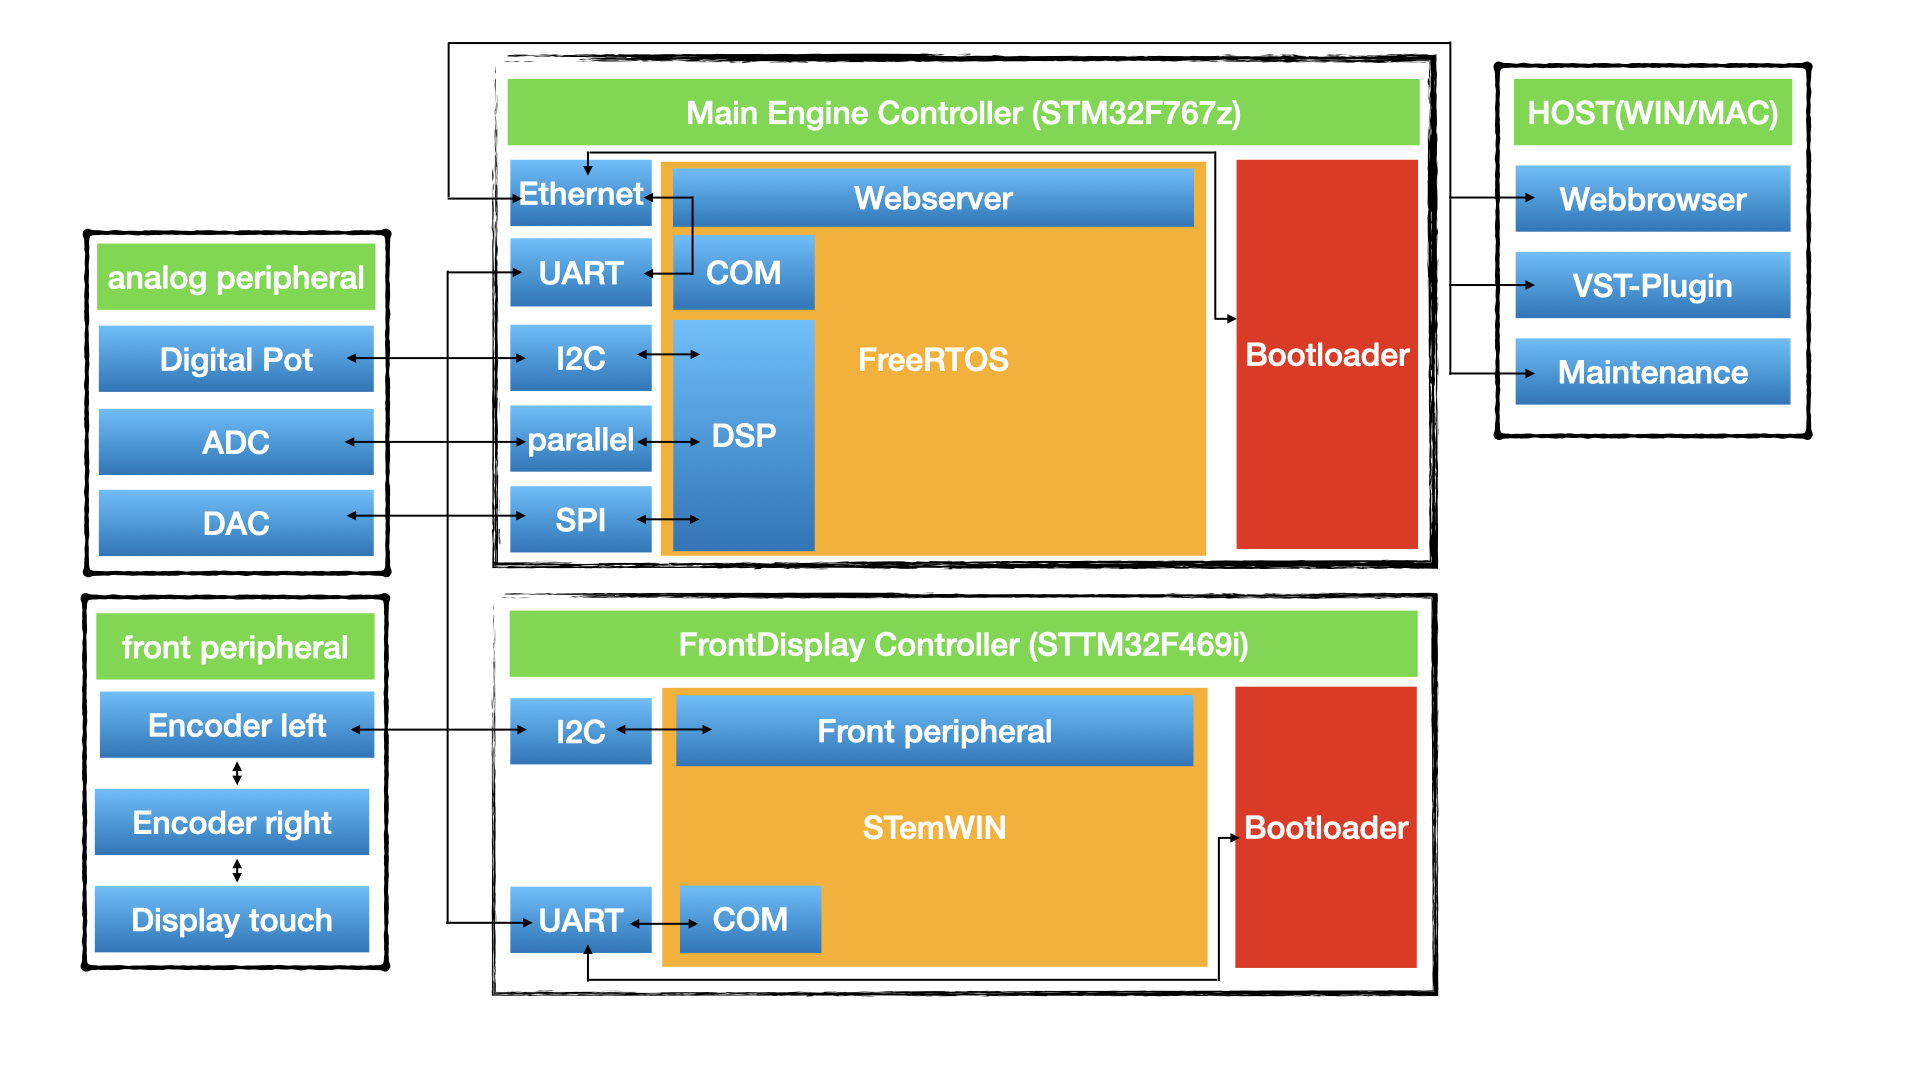 Main Engine Controller (STM32F767z)
HOST(WIN/MAC)
Ethernet
Webserver
Webbrowser
UART
COM
VST-Plugin
analog peripheral
Digital Pot
I2C
FreeRTOS
Bootloader
Maintenance
ADC
parallel
DSP
DAC
SPI
front peripheral
FrontDisplay Controller (STTM32F469i)
Encoder left
I2C
Front peripheral
Encoder right
STemWIN
Bootloader
Display touch
UART
COM